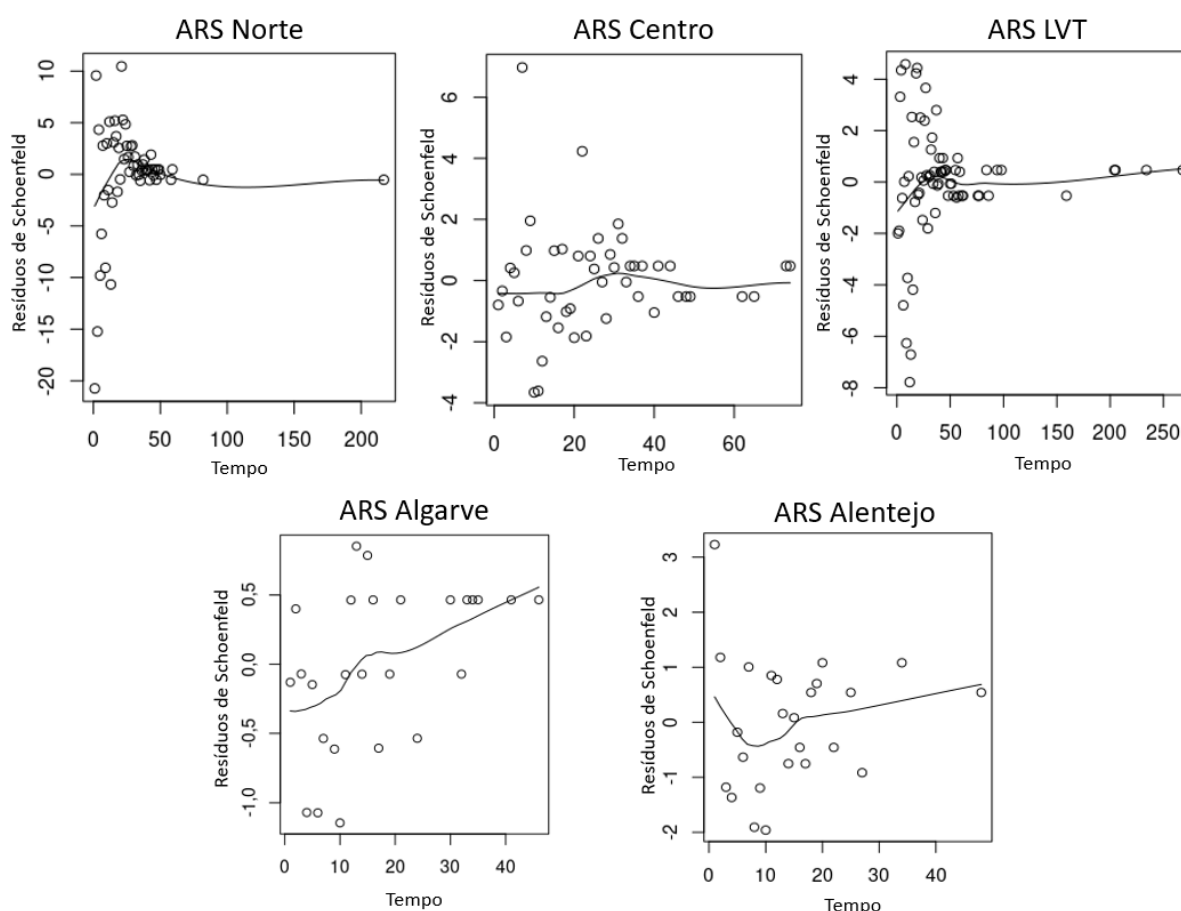 ARS Norte
Resíduos de Schoenfeld
10
5
0
-5
-10
-15
-20
0 50 100 150 200
Tempo
ARS Centro
Resíduos de Schoenfeld
6
4
2
0
-2
-4
0 20 40 60
Tempo
ARS LVT
Resíduos de Schoenfeld
4
2
0
-2
-4
-6
-8
0 50 100 150 200 250
Tempo
ARS Algarve
Resíduos de Schoenfeld
0,5
0,0
-0,5
-1,0
0 10 20 30 40
Tempo
ARS Alentejo
Resíduos de Schoenfeld
3
2
1
0
-1
-2
0 10 20 30 40
Tempo